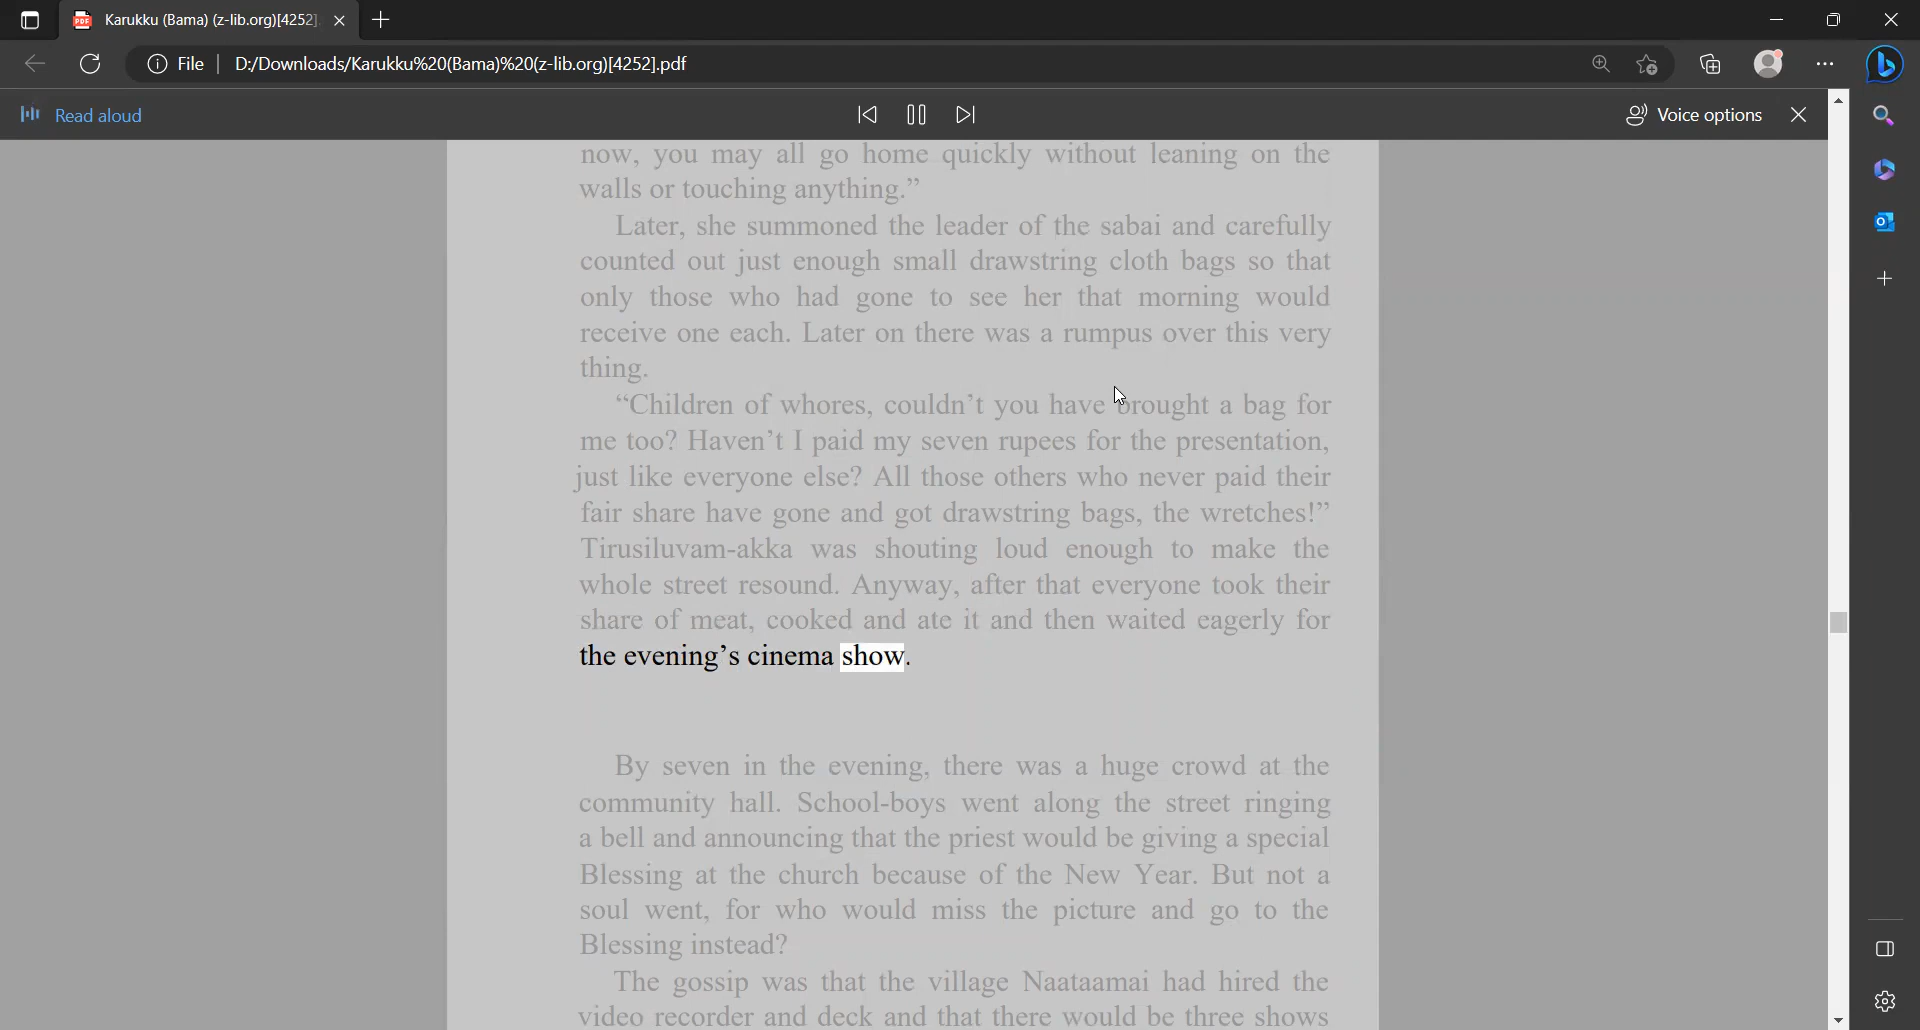 Karukku (Bama) (z-lib.org)[4252]
File
D:/Downloads/Karukku%20(Bama)%20(z-lib.org)[4252].pdf
Read aloud
Voice options
now, you may all go home quickly without leaning on the
walls or touching anything.”
Later, she summoned the leader of the sabai and carefully
counted out just enough small drawstring cloth bags so that
only those who had gone to see her that morning would
receive one each. Later on there was a rumpus over this very
thing.
“Children of whores, couldn’t you have brought a bag for
me too? Haven’t I paid my seven rupees for the presentation,
just like everyone else? All those others who never paid their
fair share have gone and got drawstring bags, the wretches!”
Tirusiluvam-akka was shouting loud enough to make the
whole street resound. Anyway, after that everyone took their
share of meat, cooked and ate it and then waited eagerly for
the evening’s cinema show.
By seven in the evening, there was a huge crowd at the
community hall. School-boys went along the street ringing
a bell and announcing that the priest would be giving a special
Blessing at the church because of the New Year. But not a
soul went, for who would miss the picture and go to the
Blessing instead?
The gossip was that the village Naataamai had hired the
video recorder and deck and that there would be three shows